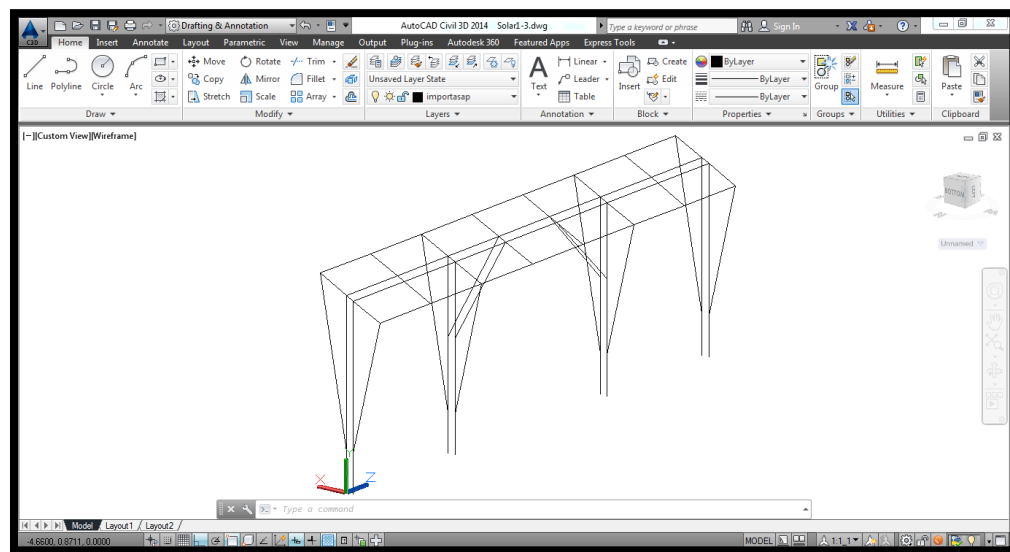 Drafting & Annotation AutoCAD Civil 3D 2014 Solar1-3.dwg Type a keyword or phrase Sign In
C3D Home Insert Annotate Layout Parametric View Manage Output Plug-ins Autodesk 360 Featured Apps Express Tools
Line Polyline Circle Arc
Move Rotate Trim
Copy Mirror Fillet
Stretch Scale Array
Unsaved Layer State
importasap
A Text
Linear
Leader
Table
Insert
Create
Edit
ByLayer
ByLayer
ByLayer
Group Measure Paste
Draw Modify Layers Annotation Block Properties Groups Utilities Clipboard
[−][Custom View][Wireframe]
BOTTOM
Unnamed
X Z
Type a command
Model Layout1 Layout2
-4.6600, 0.8711, 0.0000 MODEL 1:1_1